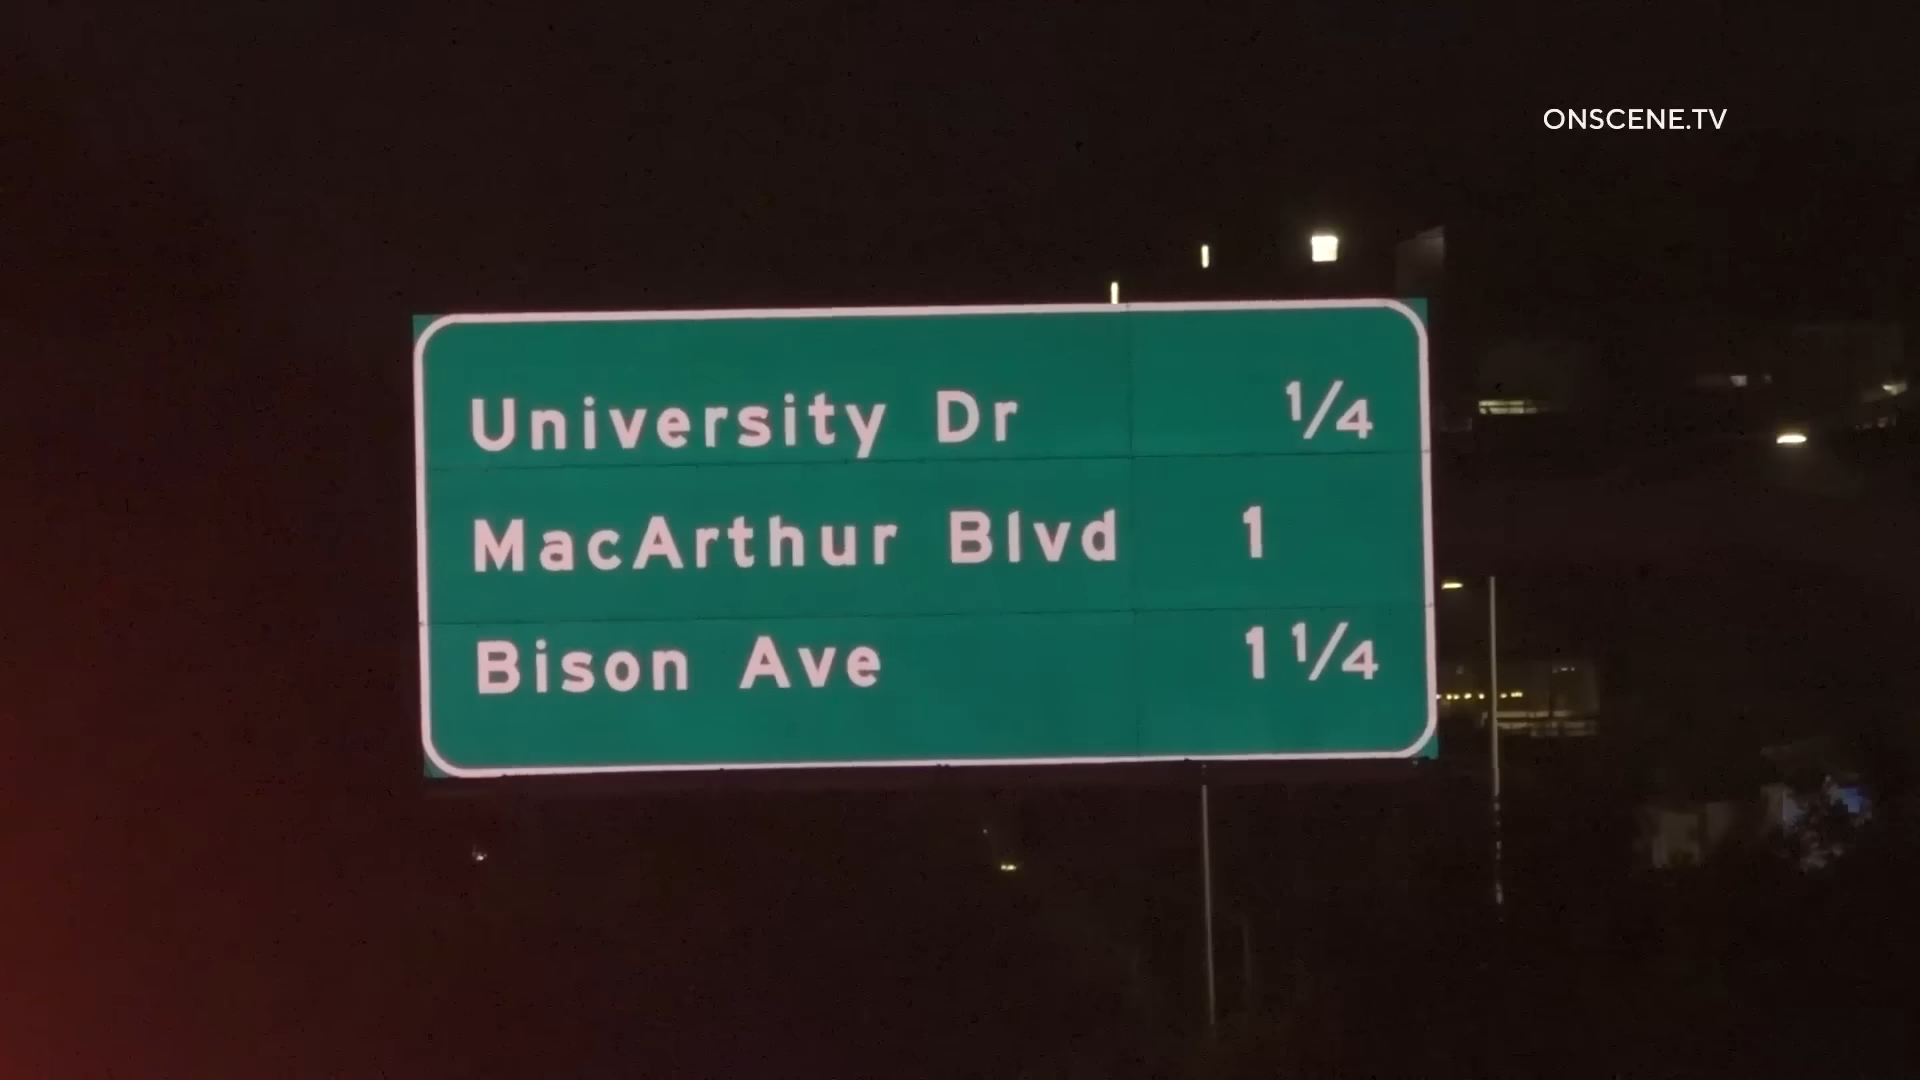 ONSCENE.TV
University Dr ¼
MacArthur Blvd 1
Bison Ave 1 ¼